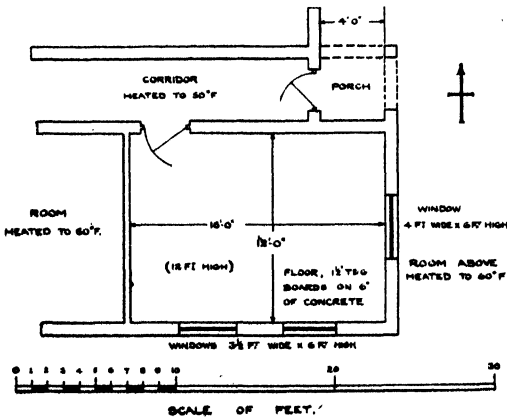 4'.0"
CORRIDOR
HEATED TO 50°F
PORCH
ROOM
HEATED TO 60°F.
16'.0"
12'.0"
WINDOW
4 FT WIDE x 6 FT HIGH
(12 FT HIGH)
FLOOR, 1½" T&G
BOARDS ON 6"
OF CONCRETE
ROOM ABOVE
HEATED TO 60°F
WINDOWS 3½ FT WIDE x 6 FT HIGH
0 1 2 3 4 5 6 7 8 9 10 20 30
SCALE OF FEET.